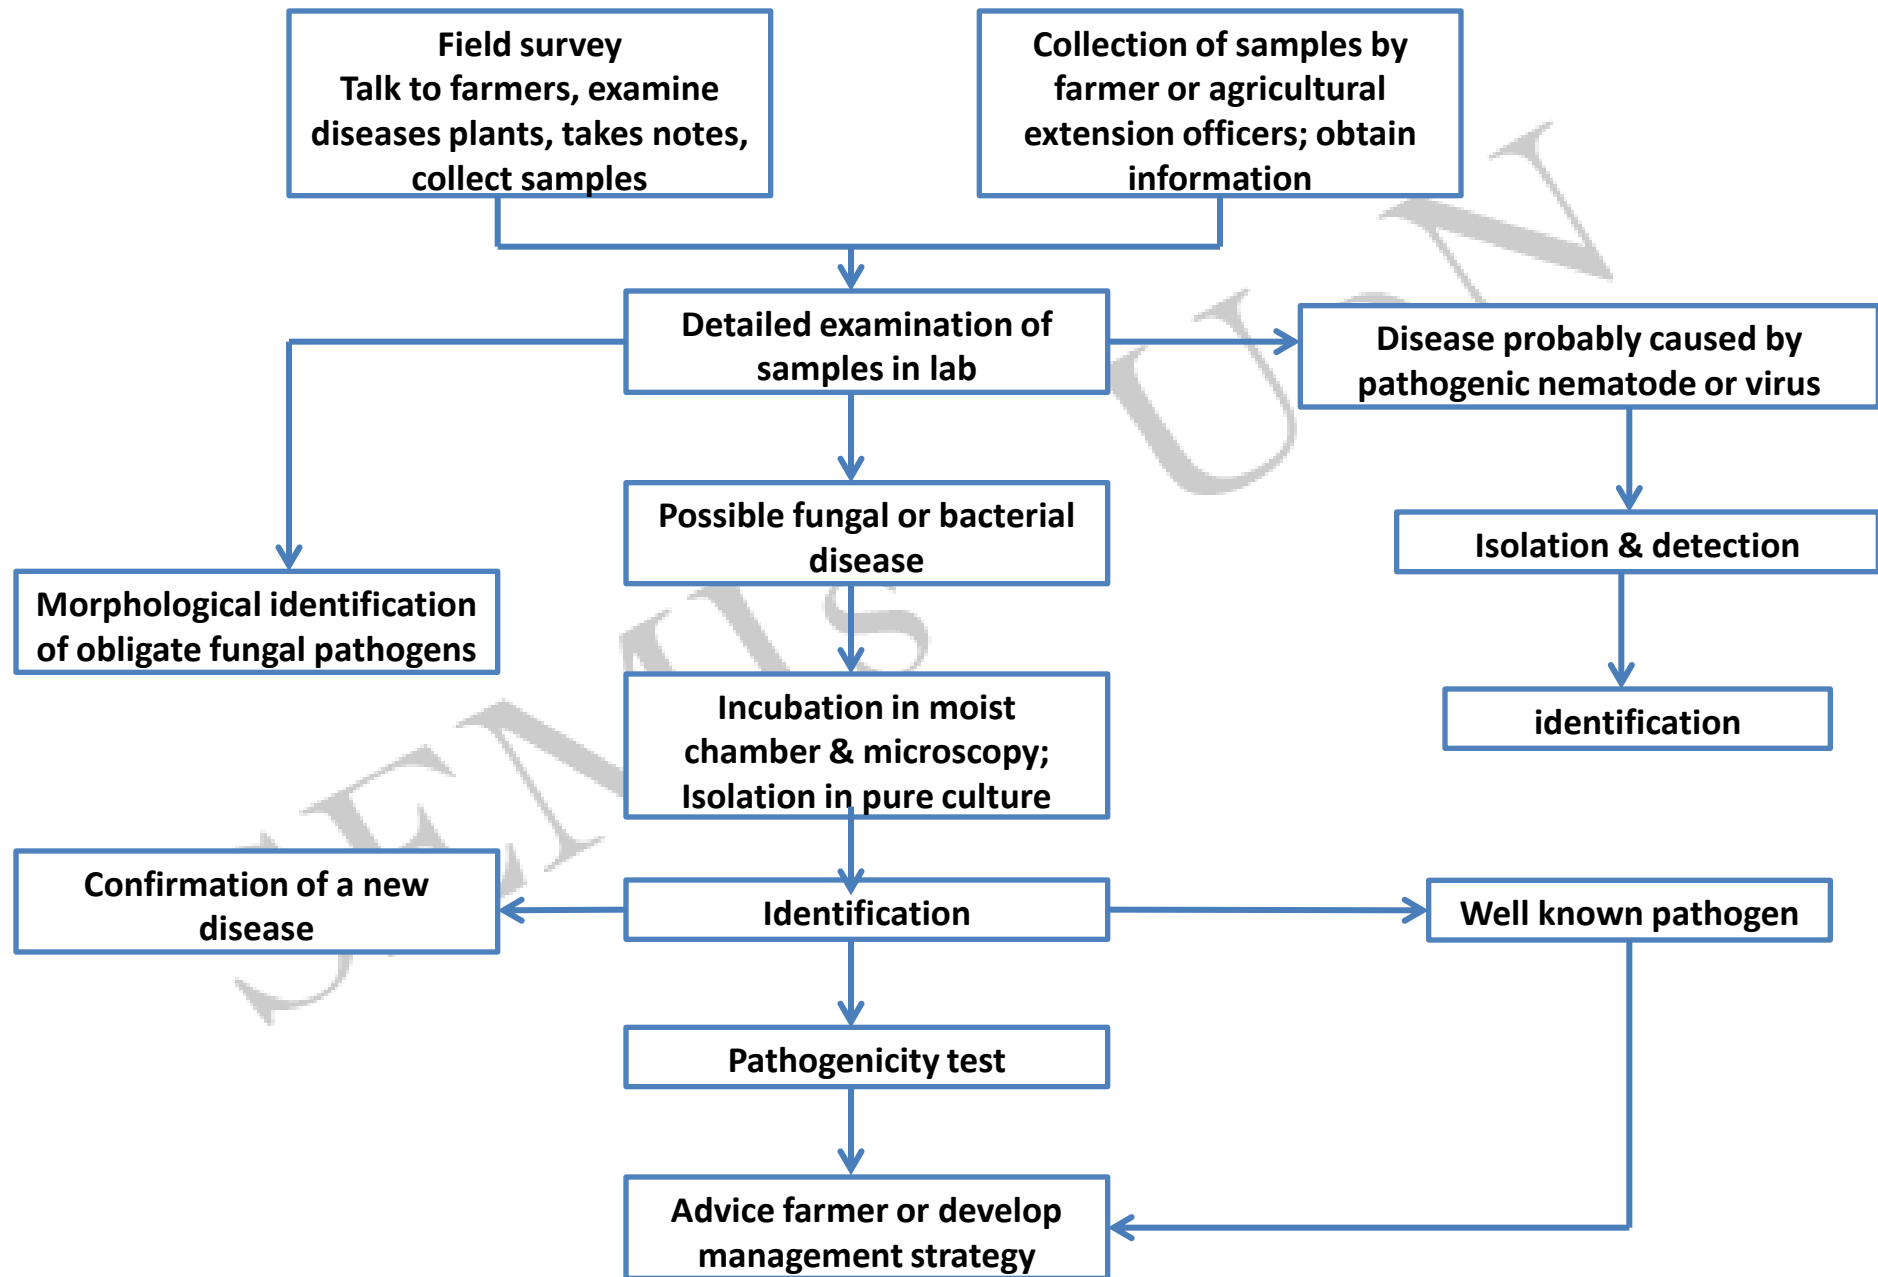 Field survey
Talk to farmers, examine
diseases plants, takes notes,
collect samples
Collection of samples by
farmer or agricultural
extension officers; obtain
information
Detailed examination of
samples in lab
Disease probably caused by
pathogenic nematode or virus
Possible fungal or bacterial
disease
Isolation & detection
Morphological identification
of obligate fungal pathogens
Incubation in moist
chamber & microscopy;
Isolation in pure culture
identification
Confirmation of a new
disease
Identification
Well known pathogen
Pathogenicity test
Advice farmer or develop
management strategy